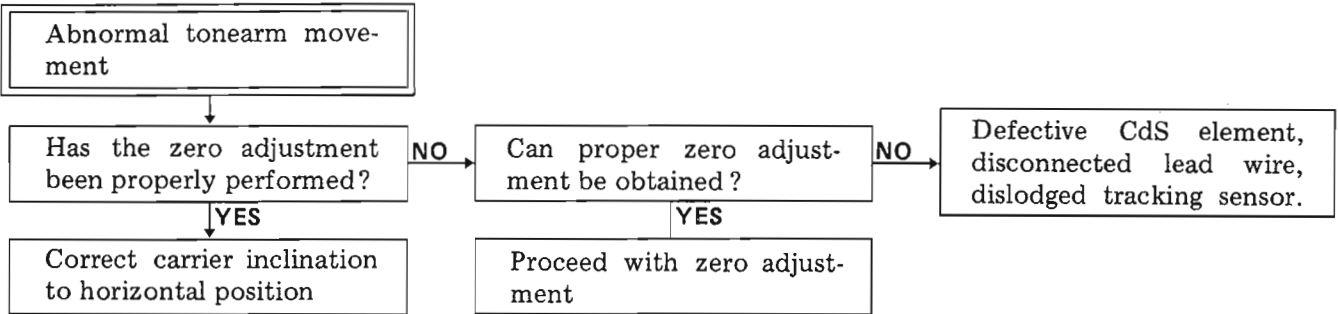 Abnormal tonearm move-
ment
Has the zero adjustment
been properly performed?
NO
Can proper zero adjust-
ment be obtained?
NO
Defective CdS element,
disconnected lead wire,
dislodged tracking sensor.
YES
YES
Correct carrier inclination
to horizontal position
Proceed with zero adjust-
ment